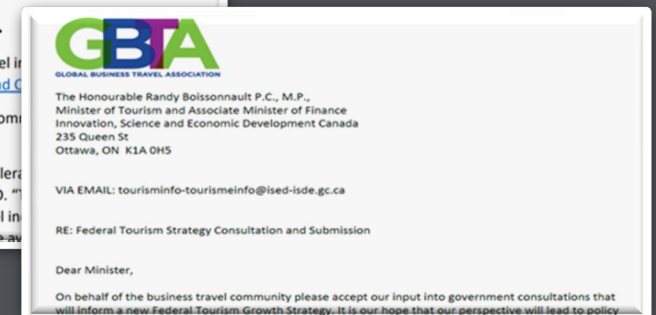 GBTA
GLOBAL BUSINESS TRAVEL ASSOCIATION
The Honourable Randy Boissonnault P.C., M.P.,
Minister of Tourism and Associate Minister of Finance
Innovation, Science and Economic Development Canada
235 Queen St
Ottawa, ON K1A 0H5
VIA EMAIL: tourisminfo-tourismeinfo@ised-isde.gc.ca
RE: Federal Tourism Strategy Consultation and Submission
Dear Minister,
On behalf of the business travel community please accept our input into government consultations that
will inform a new Federal Tourism Growth Strategy. It is our hope that our perspective will lead to policy